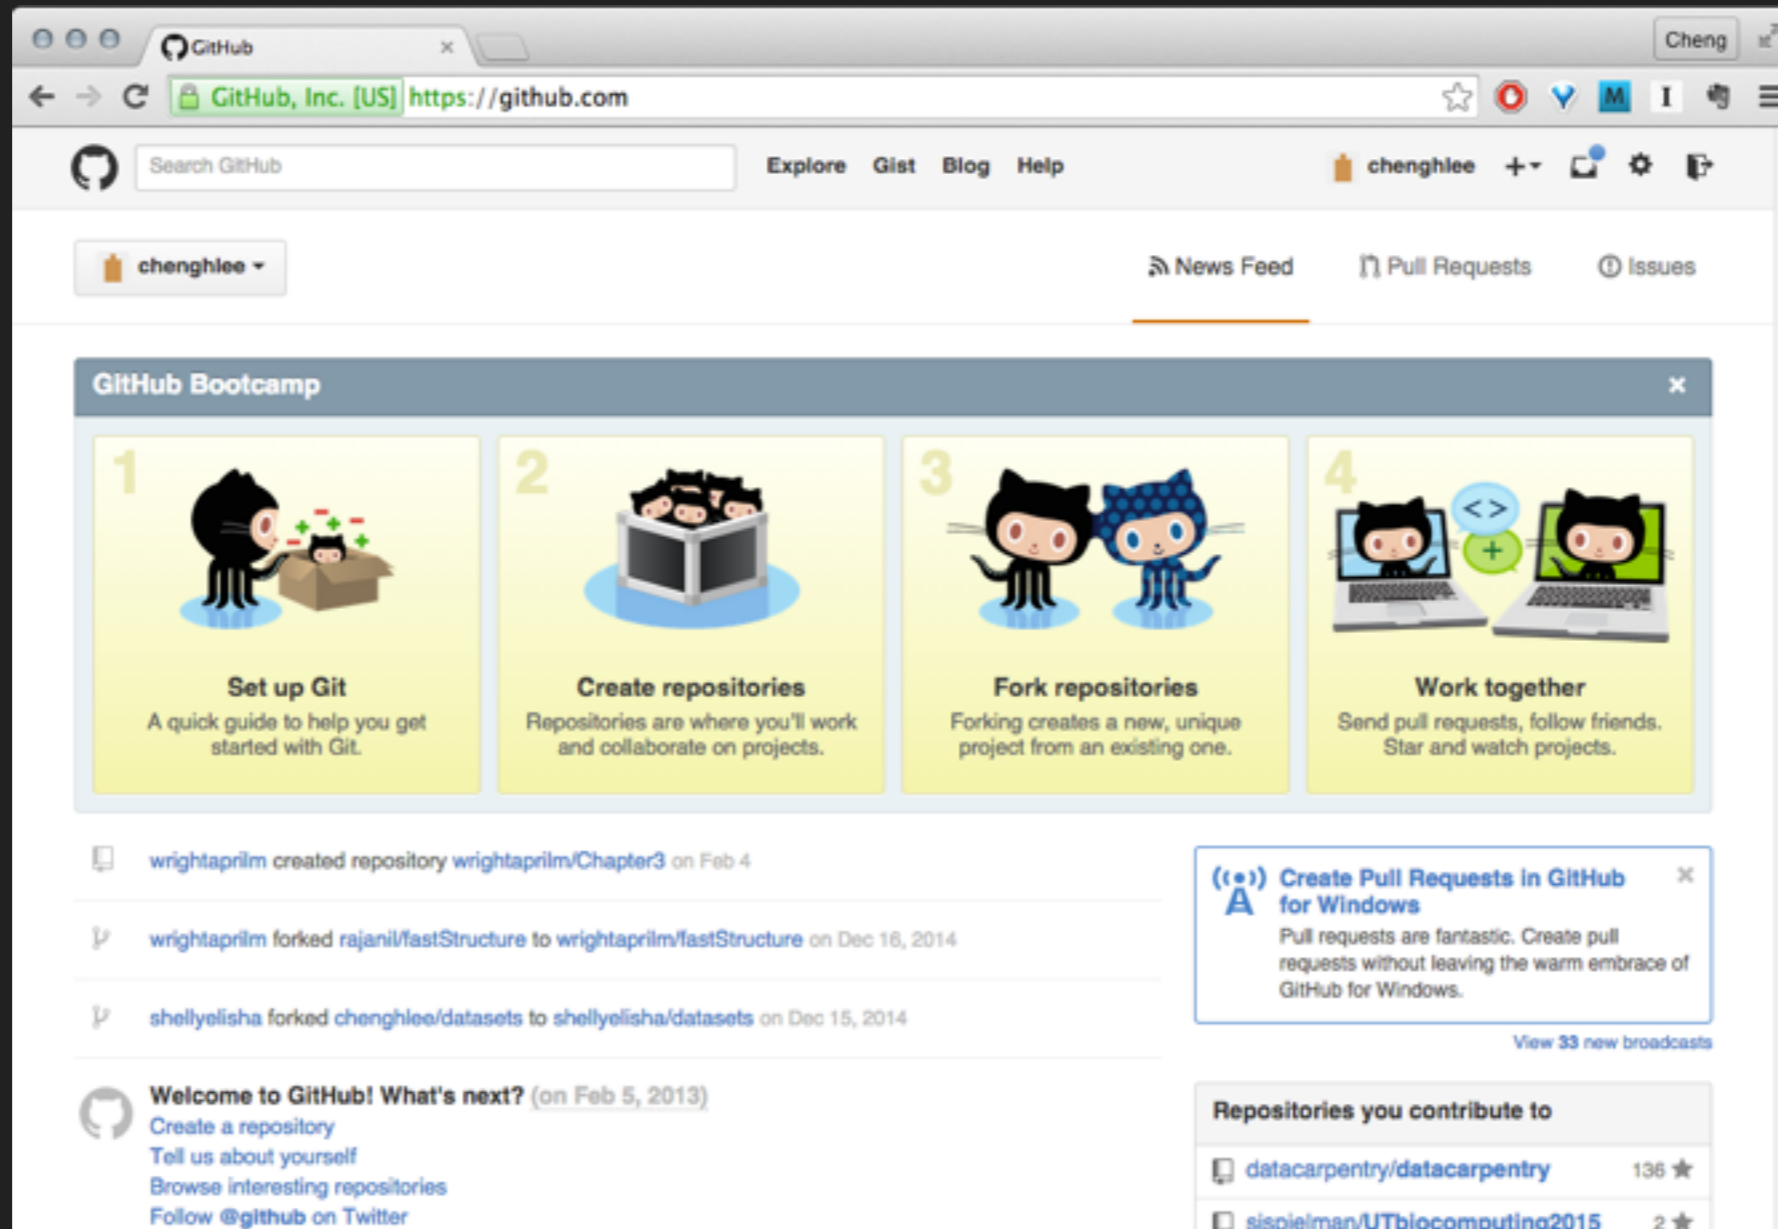 GitHub
Cheng
GitHub, Inc. [US] https://github.com
M
I
Search GitHub
Explore Gist Blog Help
chenghlee
chenghlee
News Feed
Pull Requests
Issues
GitHub Bootcamp
1
Set up Git
A quick guide to help you get
started with Git.
2
Create repositories
Repositories are where you'll work
and collaborate on projects.
3
Fork repositories
Forking creates a new, unique
project from an existing one.
4
<>
+
Work together
Send pull requests, follow friends.
Star and watch projects.
wrightaprilm created repository wrightaprilm/Chapter3 on Feb 4
wrightaprilm forked rajanil/fastStructure to wrightaprilm/fastStructure on Dec 16, 2014
shellyelisha forked chenghlee/datasets to shellyelisha/datasets on Dec 15, 2014
Welcome to GitHub! What's next? (on Feb 5, 2013)
Create a repository
Tell us about yourself
Browse interesting repositories
Follow @github on Twitter
Create Pull Requests in GitHub
for Windows
Pull requests are fantastic. Create pull
requests without leaving the warm embrace of
GitHub for Windows.
View 33 new broadcasts
Repositories you contribute to
datacarpentry/datacarpentry 136
sjspielman/UTbiocomputing2015 2